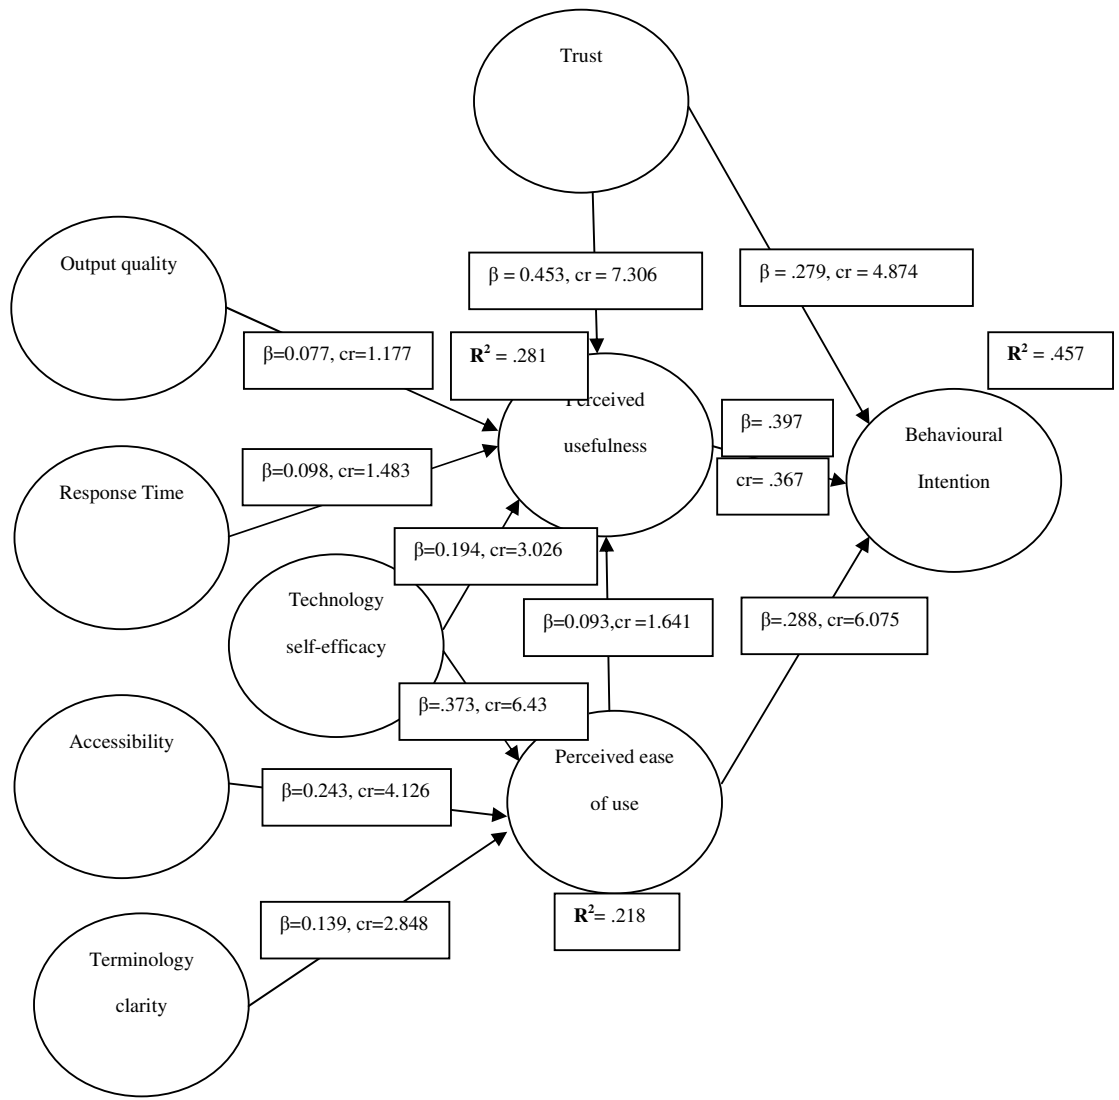 Trust
Output quality
β = 0.453, cr = 7.306
β = .279, cr = 4.874
β=0.077, cr=1.177
R² = .281
R² = .457
Perceived
usefulness
β= .397
cr= .367
Behavioural
Intention
Response Time
β=0.098, cr=1.483
β=0.194, cr=3.026
Technology
self-efficacy
β=0.093,cr =1.641
β=.288, cr=6.075
β=.373, cr=6.43
Accessibility
β=0.243, cr=4.126
Perceived ease
of use
β=0.139, cr=2.848
R²= .218
Terminology
clarity